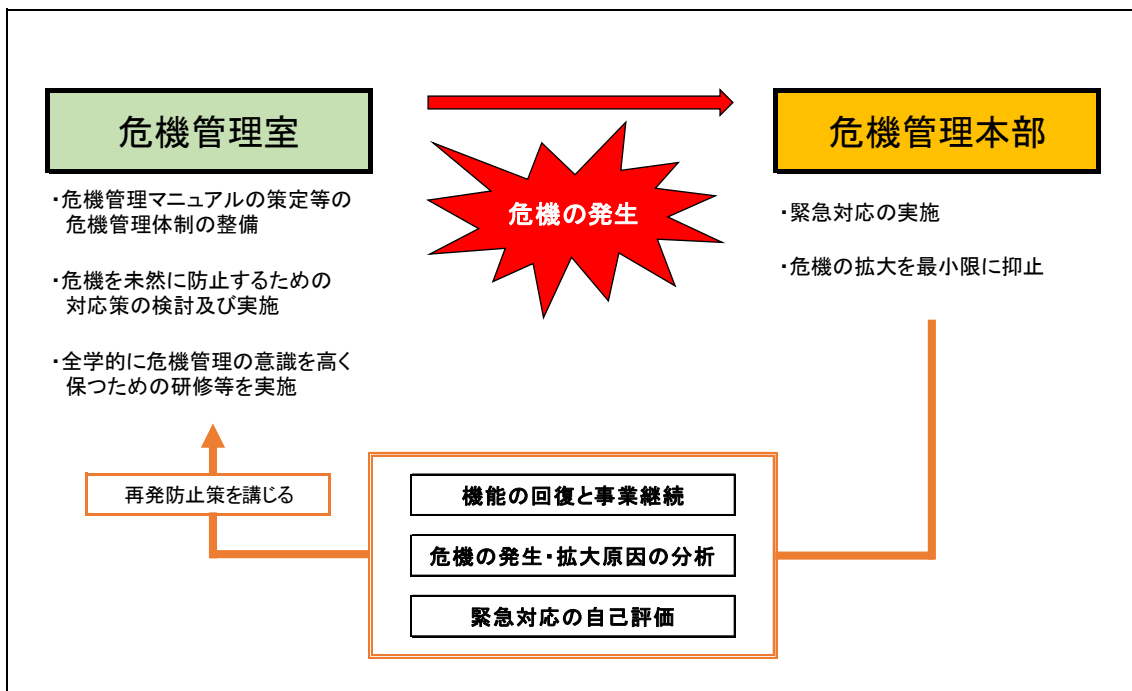 危機管理室
・危機管理マニュアルの策定等の
危機管理体制の整備
・危機を未然に防止するための
対応策の検討及び実施
・全学的に危機管理の意識を高く
保つための研修等を実施
危機の発生
危機管理本部
・緊急対応の実施
・危機の拡大を最小限に抑止
機能の回復と事業継続
危機の発生・拡大原因の分析
緊急対応の自己評価
再発防止策を講じる